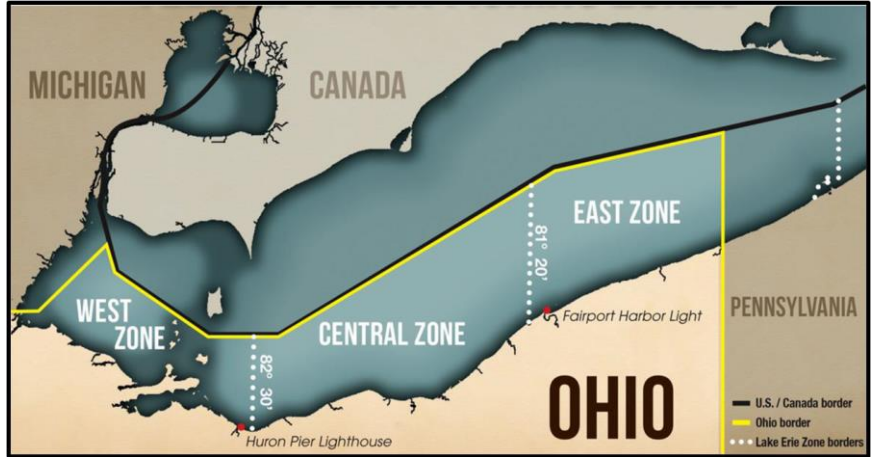 MICHIGAN
CANADA
EAST ZONE
81° 20'
WEST
ZONE
CENTRAL ZONE
Fairport Harbor Light
PENNSYLVANIA
82° 30'
OHIO
Huron Pier Lighthouse
U.S. / Canada border
Ohio border
Lake Erie Zone borders